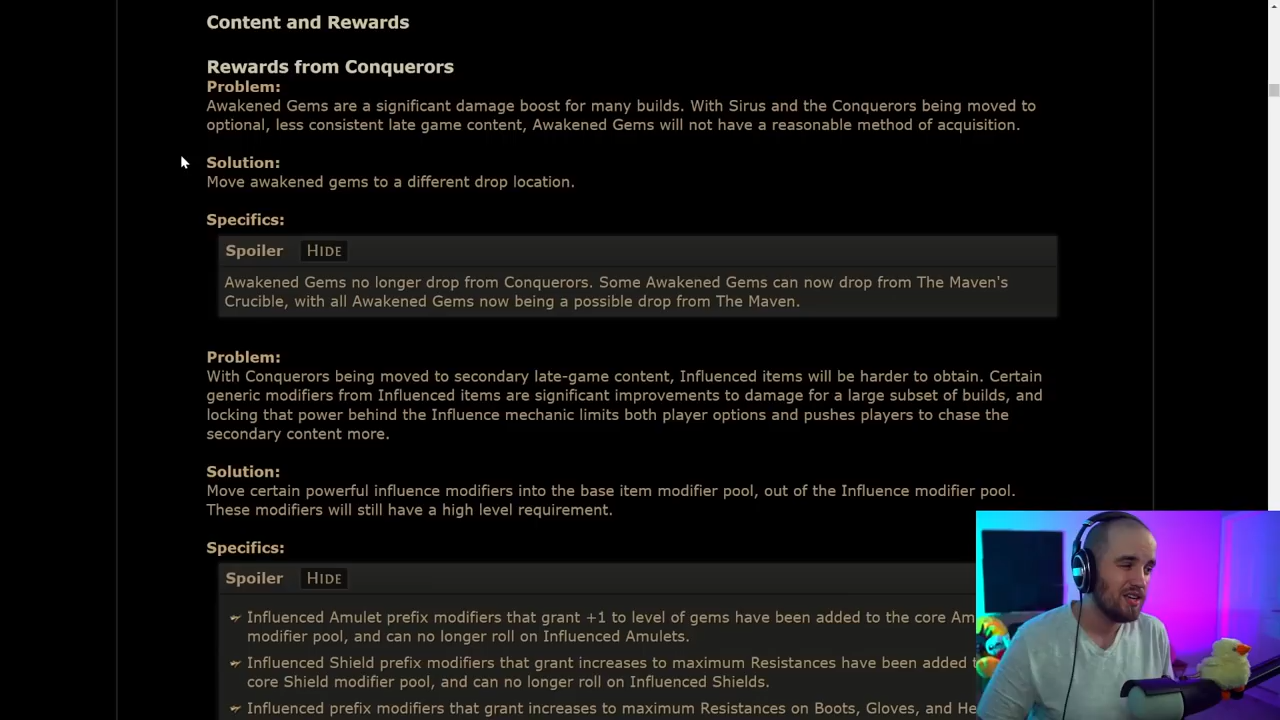 Content and Rewards
Rewards from Conquerors
Problem:
Awakened Gems are a significant damage boost for many builds. With Sirus and the Conquerors being moved to
optional, less consistent late game content, Awakened Gems will not have a reasonable method of acquisition.
Solution:
Move awakened gems to a different drop location.
Specifics:
Spoiler HIDE
Awakened Gems no longer drop from Conquerors. Some Awakened Gems can now drop from The Maven's
Crucible, with all Awakened Gems now being a possible drop from The Maven.
Problem:
With Conquerors being moved to secondary late-game content, Influenced items will be harder to obtain. Certain
generic modifiers from Influenced items are significant improvements to damage for a large subset of builds, and
locking that power behind the Influence mechanic limits both player options and pushes players to chase the
secondary content more.
Solution:
Move certain powerful influence modifiers into the base item modifier pool, out of the Influence modifier pool.
These modifiers will still have a high level requirement.
Specifics:
Spoiler HIDE
Influenced Amulet prefix modifiers that grant +1 to level of gems have been added to the core Am
modifier pool, and can no longer roll on Influenced Amulets.
Influenced Shield prefix modifiers that grant increases to maximum Resistances have been added
core Shield modifier pool, and can no longer roll on Influenced Shields.
Influenced prefix modifiers that grant increases to maximum Resistances on Boots, Gloves, and He